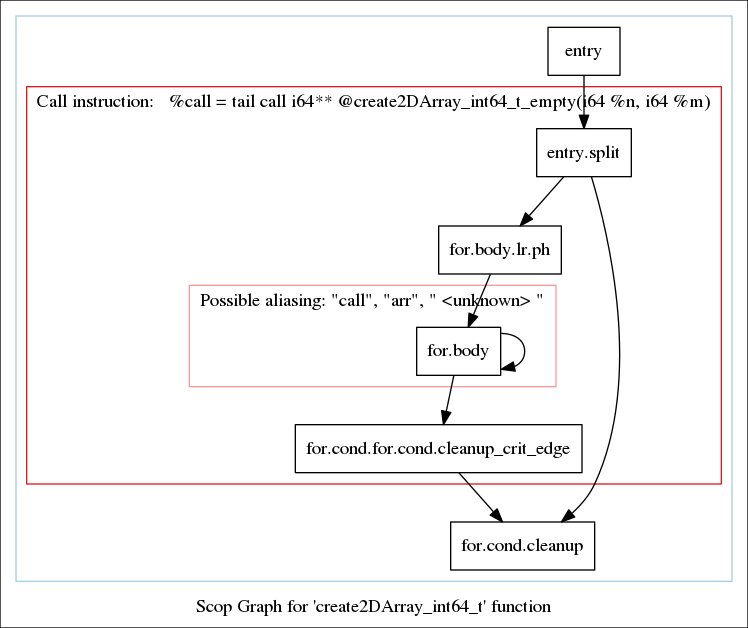 entry
Call instruction:   %call = tail call i64** @create2DArray_int64_t_empty(i64 %n, i64 %m)
entry.split
for.body.lr.ph
Possible aliasing: "call", "arr", " <unknown> "
for.body
for.cond.for.cond.cleanup_crit_edge
for.cond.cleanup
Scop Graph for 'create2DArray_int64_t' function